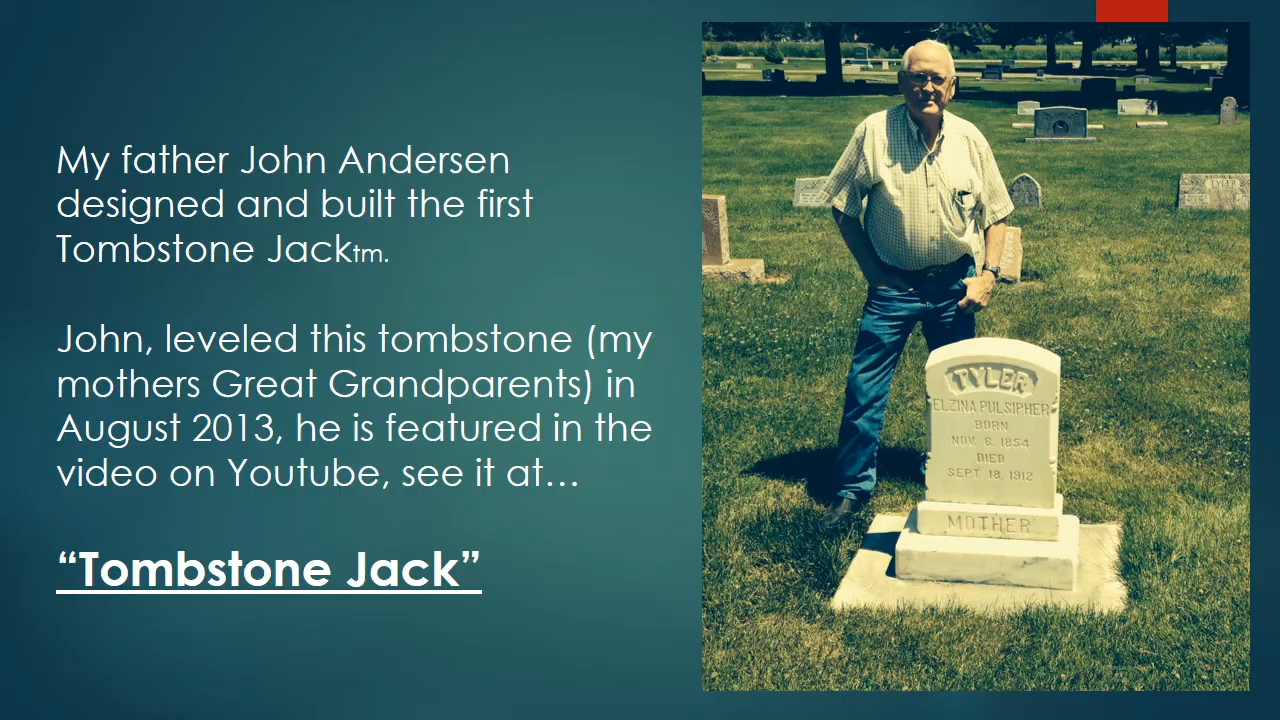 My father John Andersen
designed and built the first
Tombstone Jacktm.
John, leveled this tombstone (my
mothers Great Grandparents) in
August 2013, he is featured in the
video on Youtube, see it at…
“Tombstone Jack”
TYLER
TYLER
ELZINA PULSIPHER
BORN
NOV. 6. 1854
DIED
SEPT. 18. 1912
MOTHER